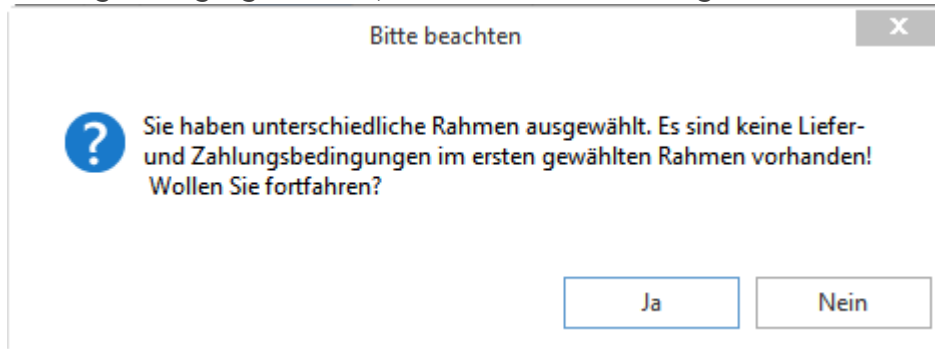 Bitte beachten
X
Sie haben unterschiedliche Rahmen ausgewählt. Es sind keine Liefer-
und Zahlungsbedingungen im ersten gewählten Rahmen vorhanden!
Wollen Sie fortfahren?
Ja
Nein